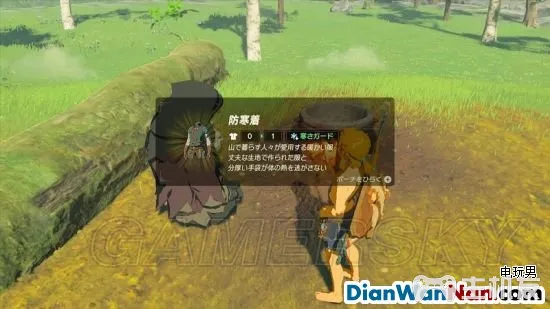 防寒着
0 ▸ 1 寒さガード
山で暮らす人々が愛用する暖かい服
丈夫な生地で作られた服と
分厚い手袋が体の熱を逃がさない
ポーチをひらく
GAMERSKY
电玩男
DianWanNan.com